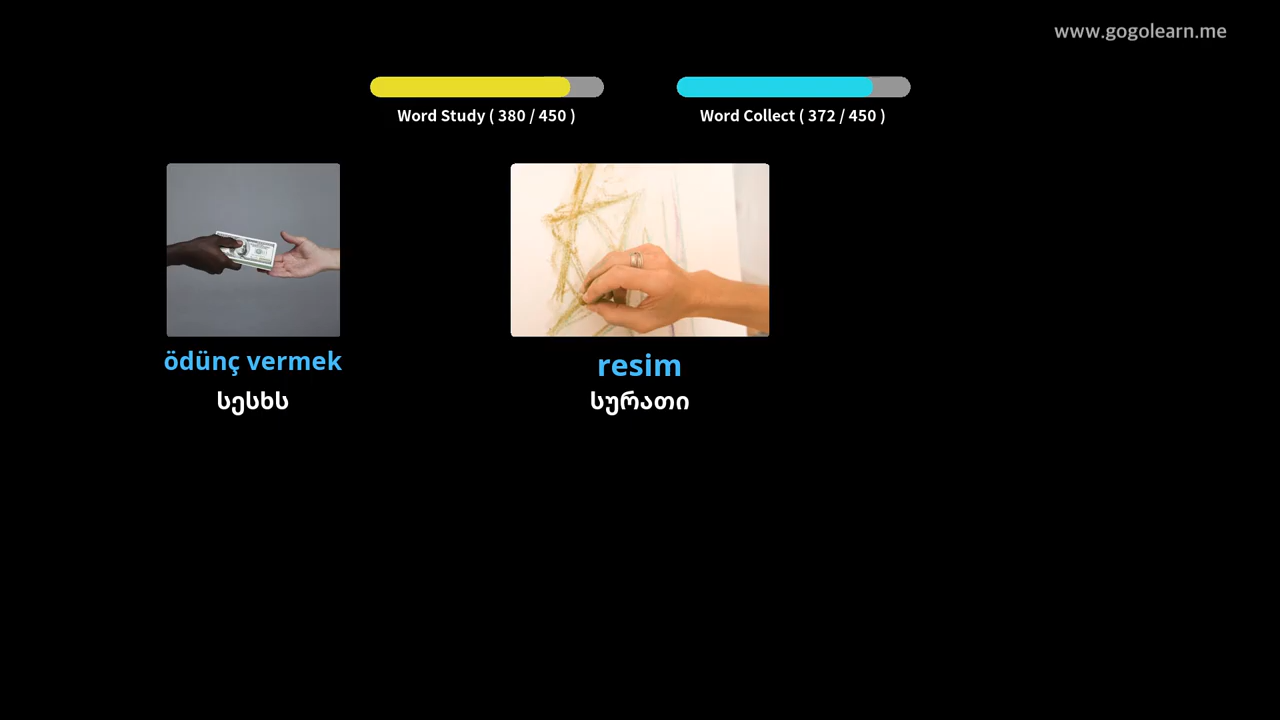 www.gogolearn.me
Word Study ( 380 / 450 )
Word Collect ( 372 / 450 )
ödünç vermek
სესხს
resim
სურათი